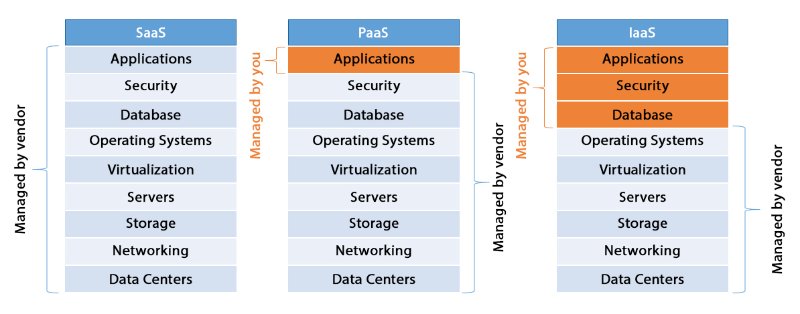 SaaS
Applications
Security
Database
Operating Systems
Virtualization
Servers
Storage
Networking
Data Centers
Managed by vendor
PaaS
Applications
Security
Database
Operating Systems
Virtualization
Servers
Storage
Networking
Data Centers
Managed by you
Managed by vendor
IaaS
Applications
Security
Database
Operating Systems
Virtualization
Servers
Storage
Networking
Data Centers
Managed by you
Managed by vendor